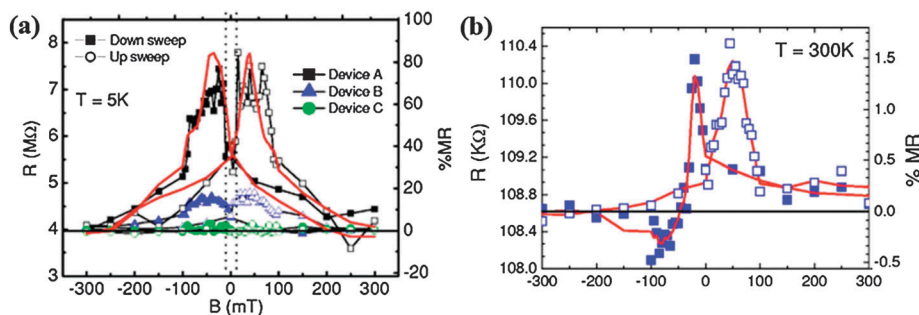 (a)
8
7
6
5
4
3
R (MΩ)
Down sweep
Up sweep
T = 5K
Device A
Device B
Device C
100
80
60
40
20
0
-20
%MR
-300 -200 -100 0 100 200 300
B (mT)
(b)
110.4
110.0
109.6
109.2
108.8
108.4
108.0
R (KΩ)
T = 300K
1.5
1.0
0.5
0.0
-0.5
% MR
-300 -200 -100 0 100 200 300
B (mT)